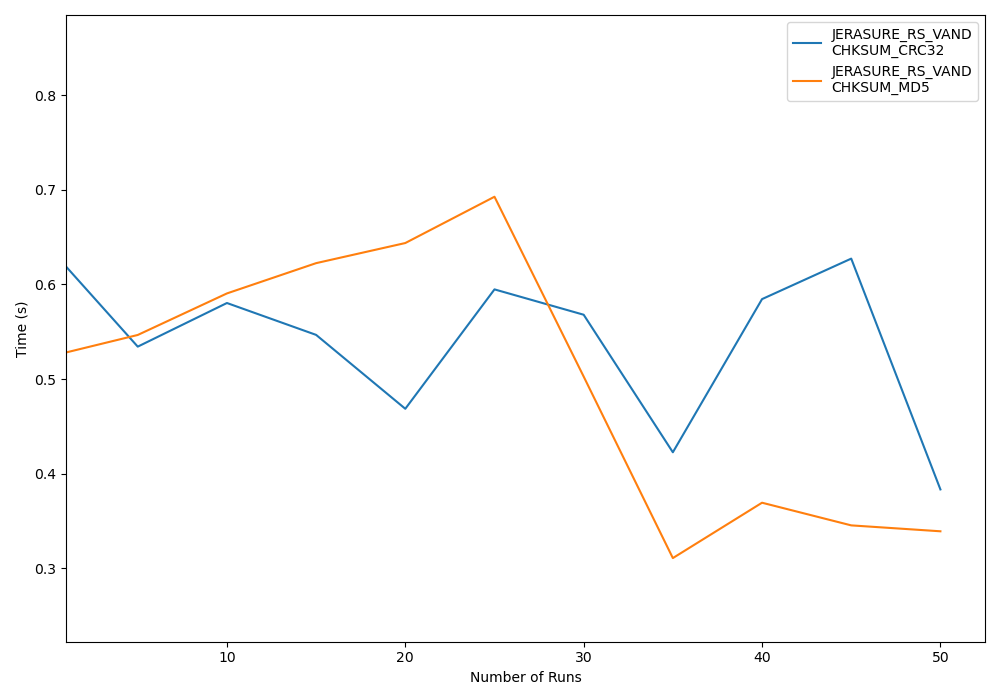 JERASURE_RS_VAND
CHKSUM_CRC32
JERASURE_RS_VAND
CHKSUM_MD5
0.8
0.7
0.6
0.5
0.4
0.3
Time (s)
10 20 30 40 50
Number of Runs